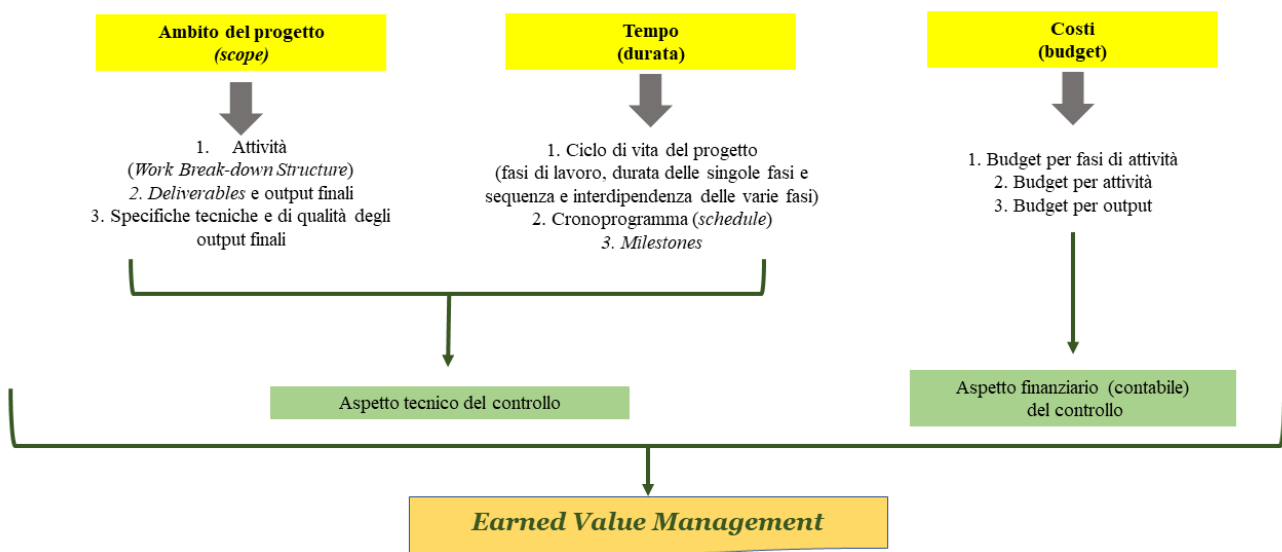 Ambito del progetto
(scope)
Tempo
(durata)
Costi
(budget)
1. Attività
(Work Break-down Structure)
2. Deliverables e output finali
3. Specifiche tecniche e di qualità degli
output finali
1. Ciclo di vita del progetto
(fasi di lavoro, durata delle singole fasi e
sequenza e interdipendenza delle varie fasi)
2. Cronoprogramma (schedule)
3. Milestones
1. Budget per fasi di attività
2. Budget per attività
3. Budget per output
Aspetto tecnico del controllo
Aspetto finanziario (contabile)
del controllo
Earned Value Management